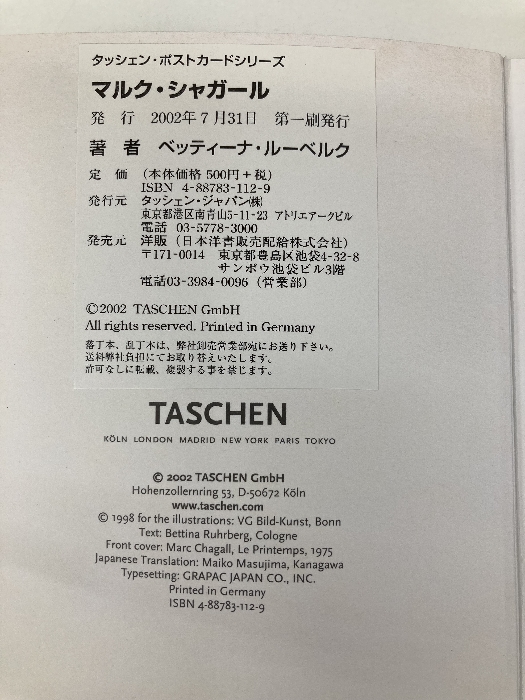 タッシェン・ポストカードシリーズ
マルク・シャガール
発 行　2002年7月31日　第一刷発行
著 者　ベッティーナ・ルーベルク
定 価　（本体価格 500円＋税）
ISBN 4-88783-112-9
発行元　タッシェン・ジャパン㈱
東京都港区南青山5-11-23 アトリエアークビル
電話 03-5778-3000
発売元　洋販（日本洋書販売配給株式会社）
〒171-0014　東京都豊島区池袋4-32-8
サンボウ池袋ビル3階
電話03-3984-0096（営業部）
©2002 TASCHEN GmbH
All rights reserved. Printed in Germany
落丁本、乱丁本は、弊社卸売営業部宛にお送り下さい。
送料弊社負担にてお取り替えいたします。
許可なしに転載、複製する事を禁じます。
TASCHEN
KÖLN LONDON MADRID NEW YORK PARIS TOKYO
© 2002 TASCHEN GmbH
Hohenzollernring 53, D-50672 Köln
www.taschen.com
© 1998 for the illustrations: VG Bild-Kunst, Bonn
Text: Bettina Ruhrberg, Cologne
Front cover: Marc Chagall, Le Printemps, 1975
Japanese Translation: Maiko Masujima, Kanagawa
Typesetting: GRAPAC JAPAN CO., INC.
Printed in Germany
ISBN 4-88783-112-9